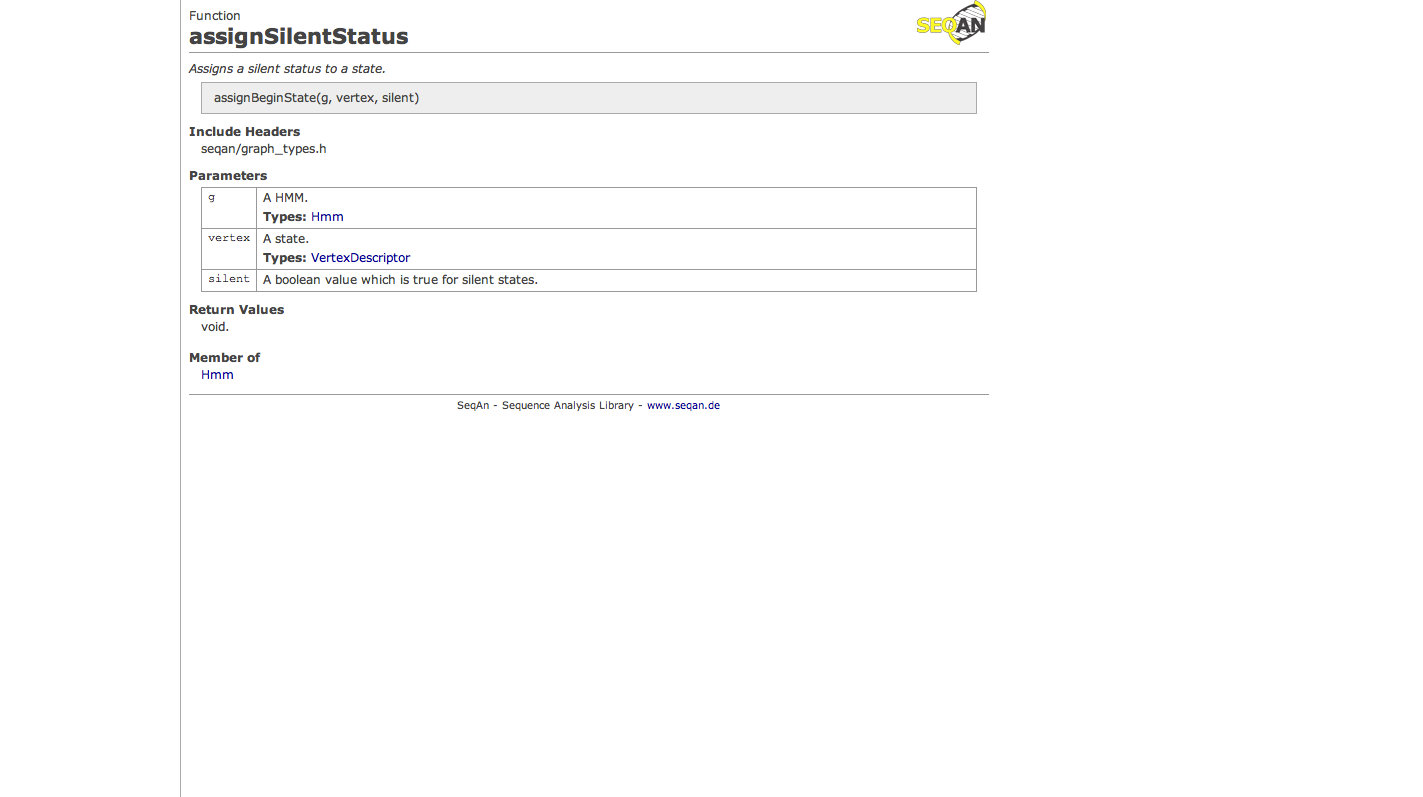 Function
SEQAN
assignSilentStatus
Assigns a silent status to a state.
assignBeginState(g, vertex, silent)
Include Headers
seqan/graph_types.h
Parameters
g A HMM.
Types: Hmm
vertex A state.
Types: VertexDescriptor
silent A boolean value which is true for silent states.
Return Values
void.
Member of
Hmm
SeqAn - Sequence Analysis Library - www.seqan.de